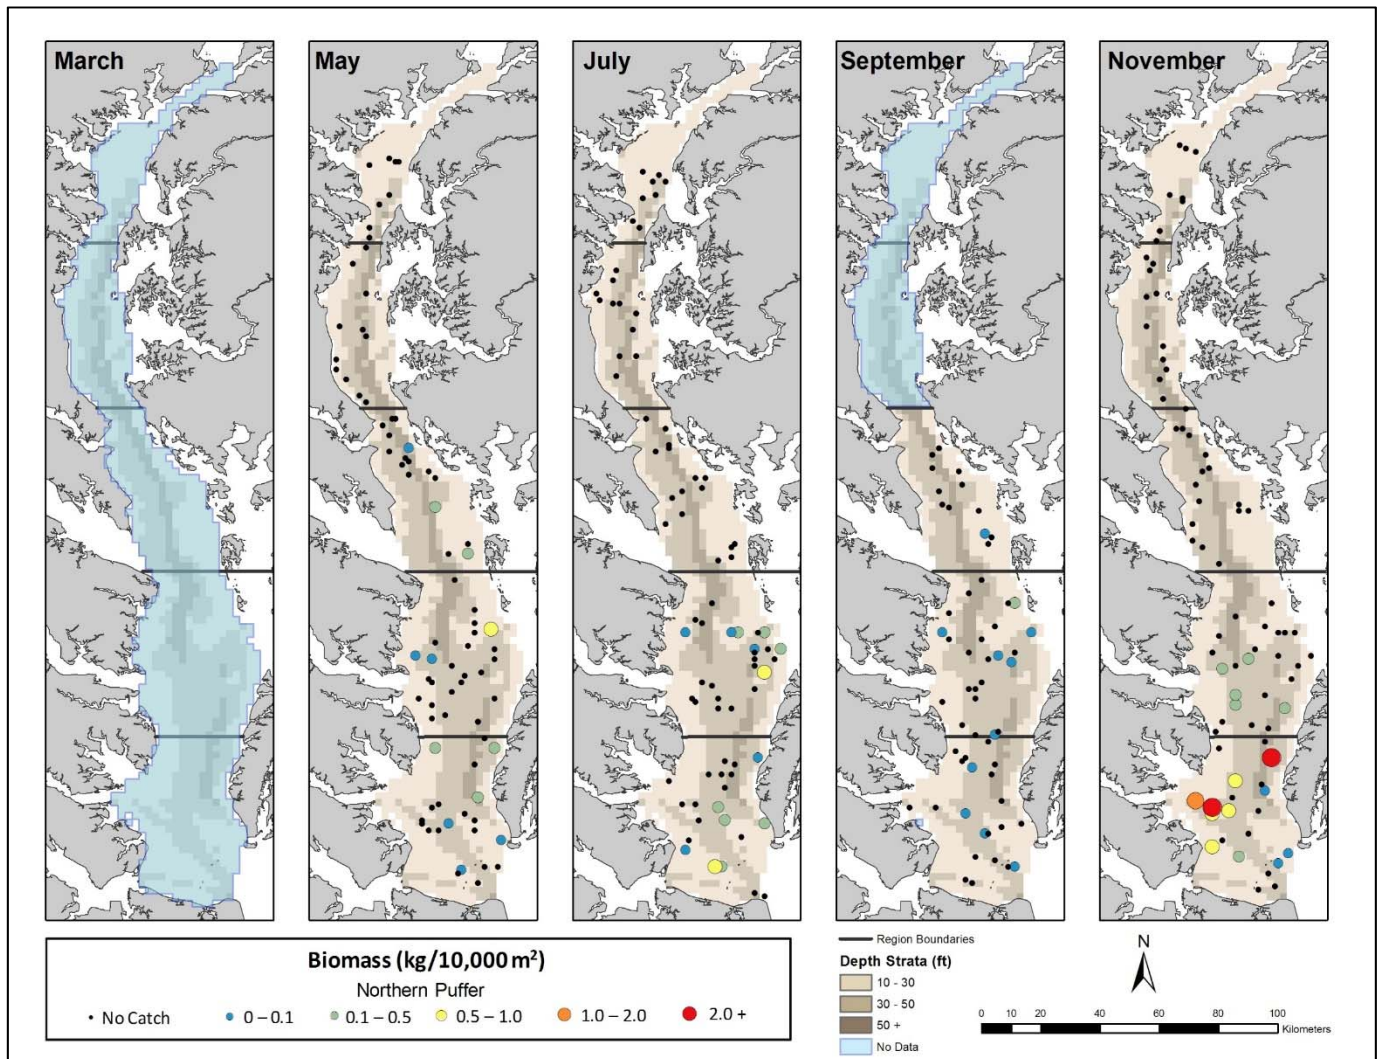 March
May
July
September
November
Biomass (kg/10,000 m²)
Northern Puffer
No Catch
0 – 0.1
0.1 – 0.5
0.5 – 1.0
1.0 – 2.0
2.0 +
Region Boundaries
Depth Strata (ft)
10 - 30
30 - 50
50 +
No Data
N
0 10 20 40 60 80 100
Kilometers